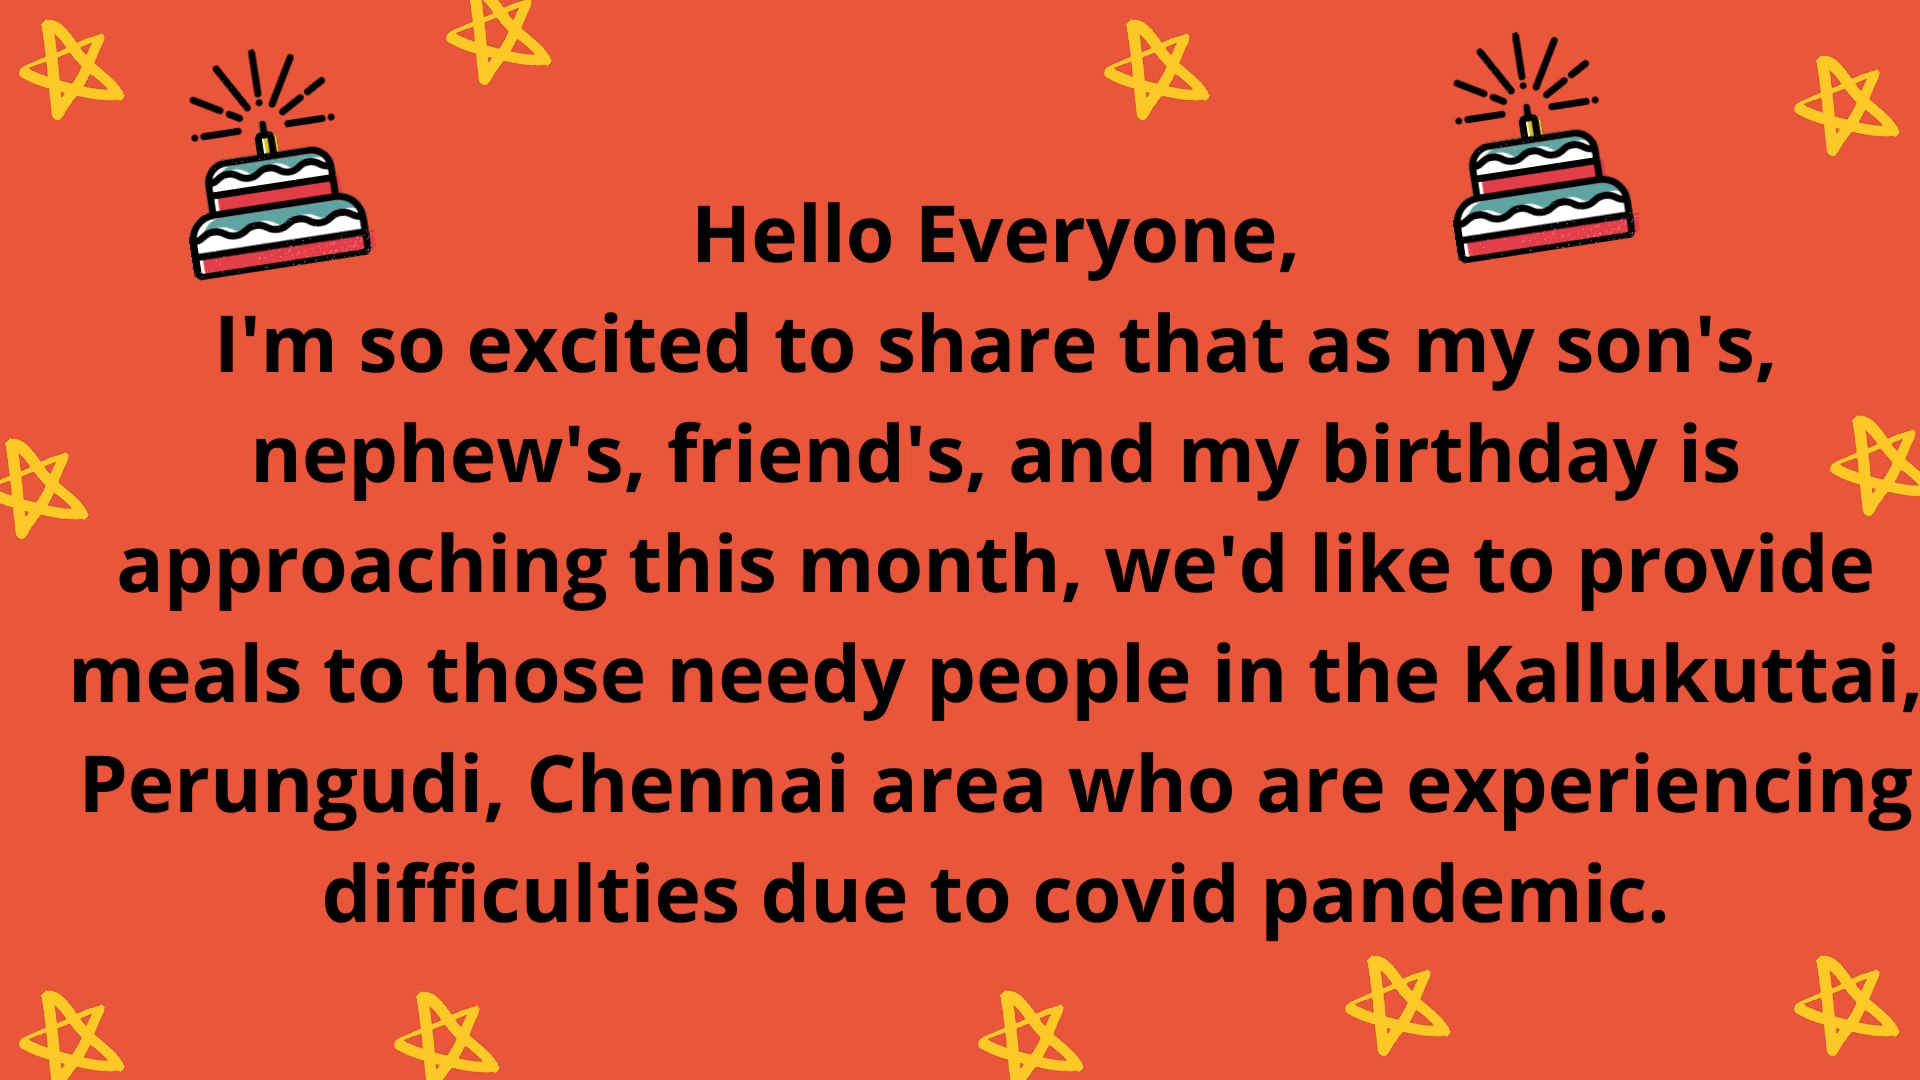 Hello Everyone,
I'm so excited to share that as my son's,
nephew's, friend's, and my birthday is
approaching this month, we'd like to provide
meals to those needy people in the Kallukuttai,
Perungudi, Chennai area who are experiencing
difficulties due to covid pandemic.